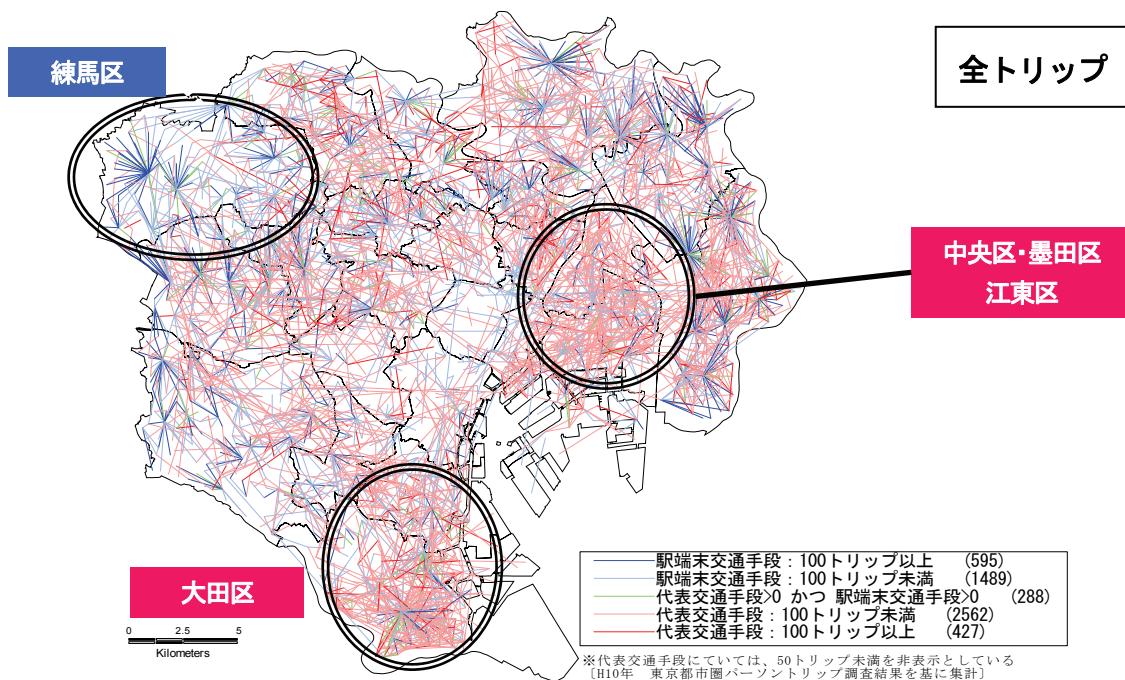 練馬区
全トリップ
中央区・墨田区
江東区
大田区
0 2.5 5
Kilometers
駅端末交通手段：100トリップ以上 (595)
駅端末交通手段：100トリップ未満 (1489)
代表交通手段>0 かつ 駅端末交通手段>0 (288)
代表交通手段：100トリップ未満 (2562)
代表交通手段：100トリップ以上 (427)
※代表交通手段にていては、50トリップ未満を非表示としている
〔H10年 東京都市圏パーソントリップ調査結果を基に集計〕